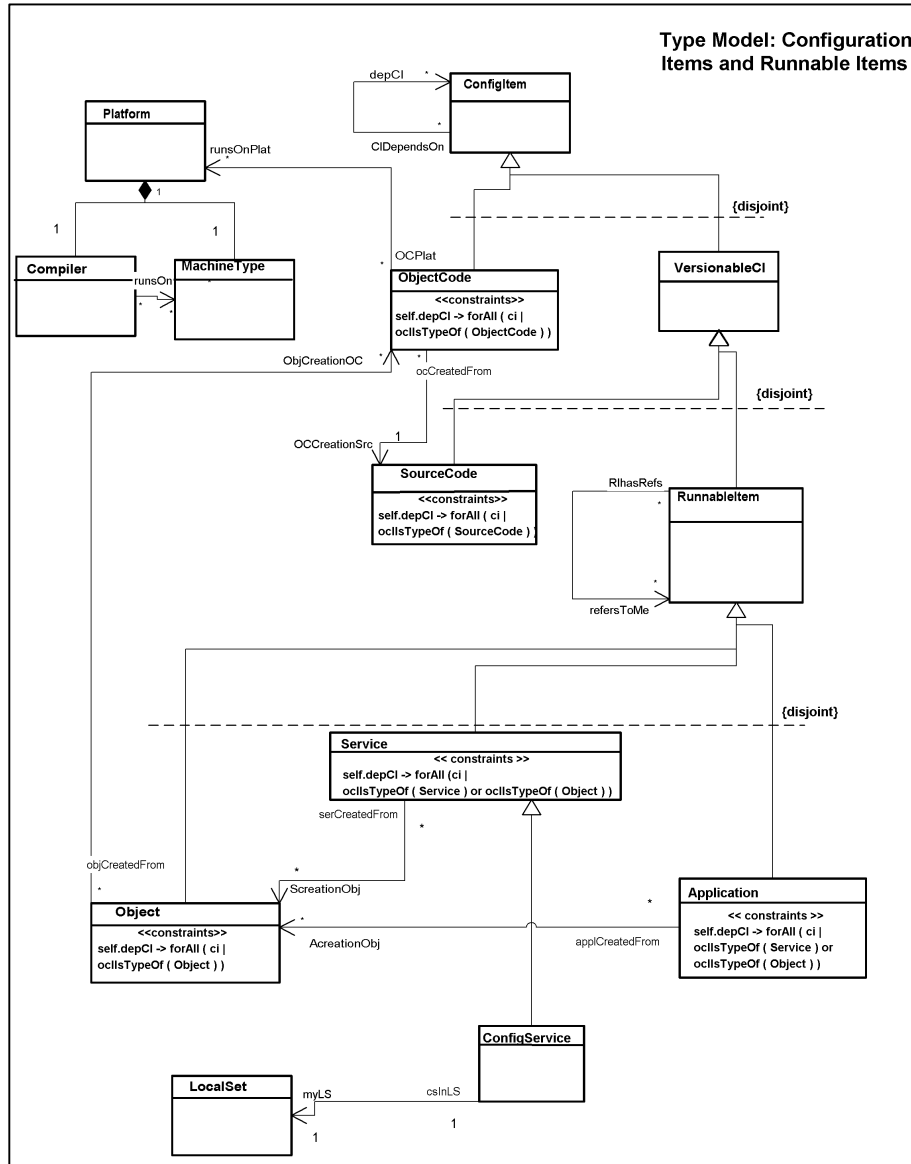 Type Model: Configuration
Items and Runnable Items
depCI
*
ConfigItem
Platform
*
CIDependsOn
runsOnPlat
*
1
{disjoint}
1
1
OCPlat
*
Compiler
MachineType
ObjectCode
VersionableCI
runsOn
*
*
*
<<constraints>>
self.depCI -> forAll ( ci |
oclIsTypeOf ( ObjectCode ) )
ObjCreationOC
*
*
ocCreatedFrom
{disjoint}
OCCreationSrc
1
SourceCode
<<constraints>>
self.depCI -> forAll ( ci |
oclIsTypeOf ( SourceCode ) )
RIhasRefs
*
RunnableItem
*
refersToMe
{disjoint}
Service
<< constraints >>
self.depCI -> forAll (ci |
oclIsTypeOf ( Service ) or oclIsTypeOf ( Object ) )
serCreatedFrom
*
objCreatedFrom
*
*
ScreationObj
Object
<<constraints>>
self.depCI -> forAll ( ci |
oclIsTypeOf ( Object ) )
*
AcreationObj
*
applCreatedFrom
Application
<< constraints >>
self.depCI -> forAll ( ci |
oclIsTypeOf ( Service ) or
oclIsTypeOf ( Object ) )
ConfigService
LocalSet
myLS
csInLS
1
1